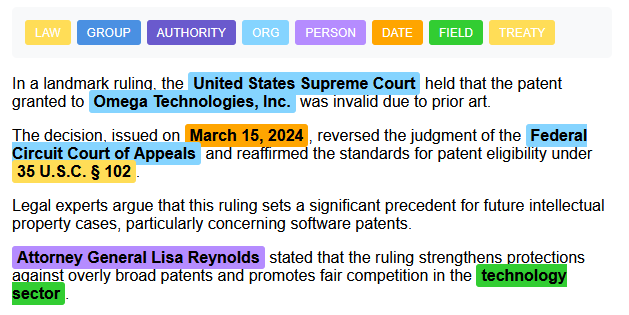 LAW GROUP AUTHORITY ORG PERSON DATE FIELD TREATY
In a landmark ruling, the United States Supreme Court held that the patent
granted to Omega Technologies, Inc. was invalid due to prior art.
The decision, issued on March 15, 2024, reversed the judgment of the Federal
Circuit Court of Appeals and reaffirmed the standards for patent eligibility under
35 U.S.C. § 102.
Legal experts argue that this ruling sets a significant precedent for future intellectual
property cases, particularly concerning software patents.
Attorney General Lisa Reynolds stated that the ruling strengthens protections
against overly broad patents and promotes fair competition in the technology
sector.